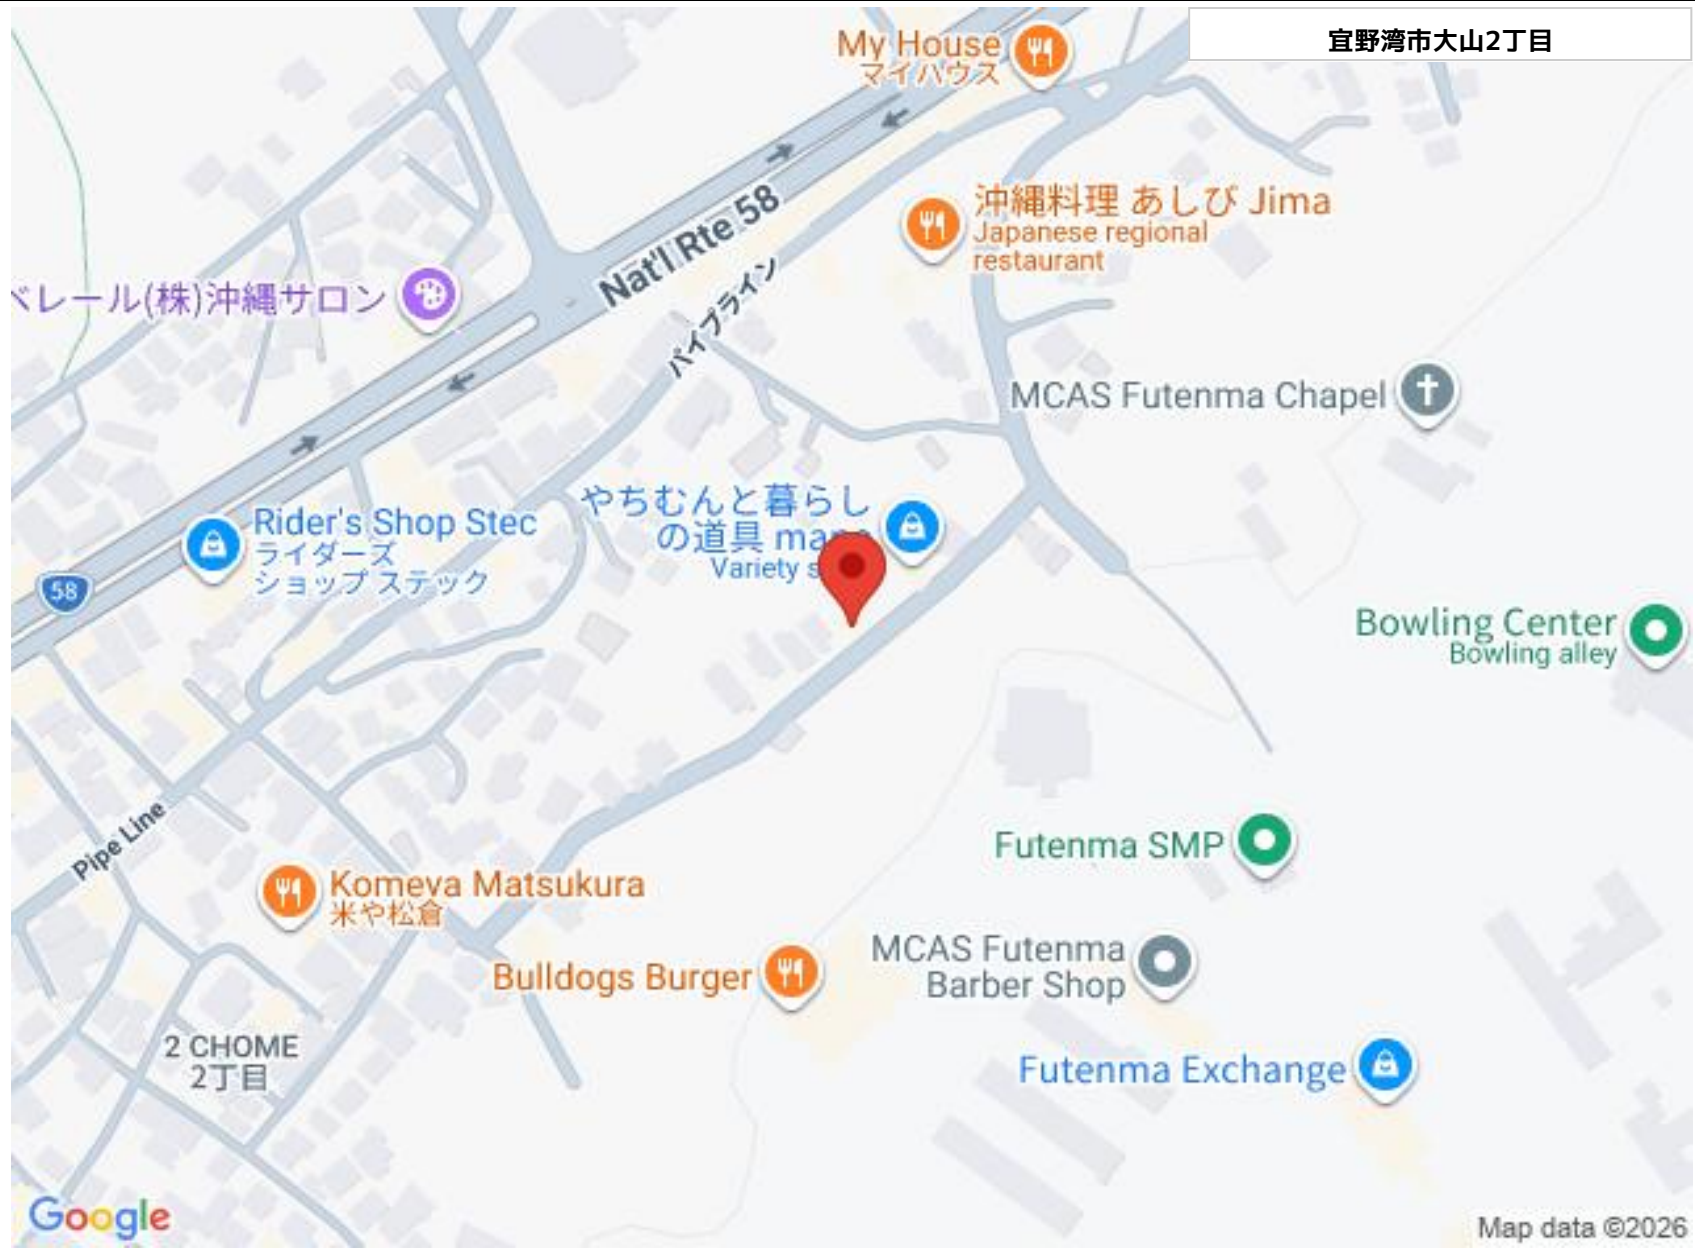 宜野湾市大山2丁目
My House
マイハウス
沖縄料理 あしび Jima
Japanese regional
restaurant
Nat'l Rte 58
パイプライン
ベレール(株)沖縄サロン
MCAS Futenma Chapel
やちむんと暮らし
の道具
Variety
Rider's Shop Stec
ライダーズ
ショップ ステック
58
Bowling Center
Bowling alley
Pipe Line
Futenma SMP
Komeya Matsukura
米や松倉
Bulldogs Burger
MCAS Futenma
Barber Shop
2 CHOME
2丁目
Futenma Exchange
Google
Map data ©2026